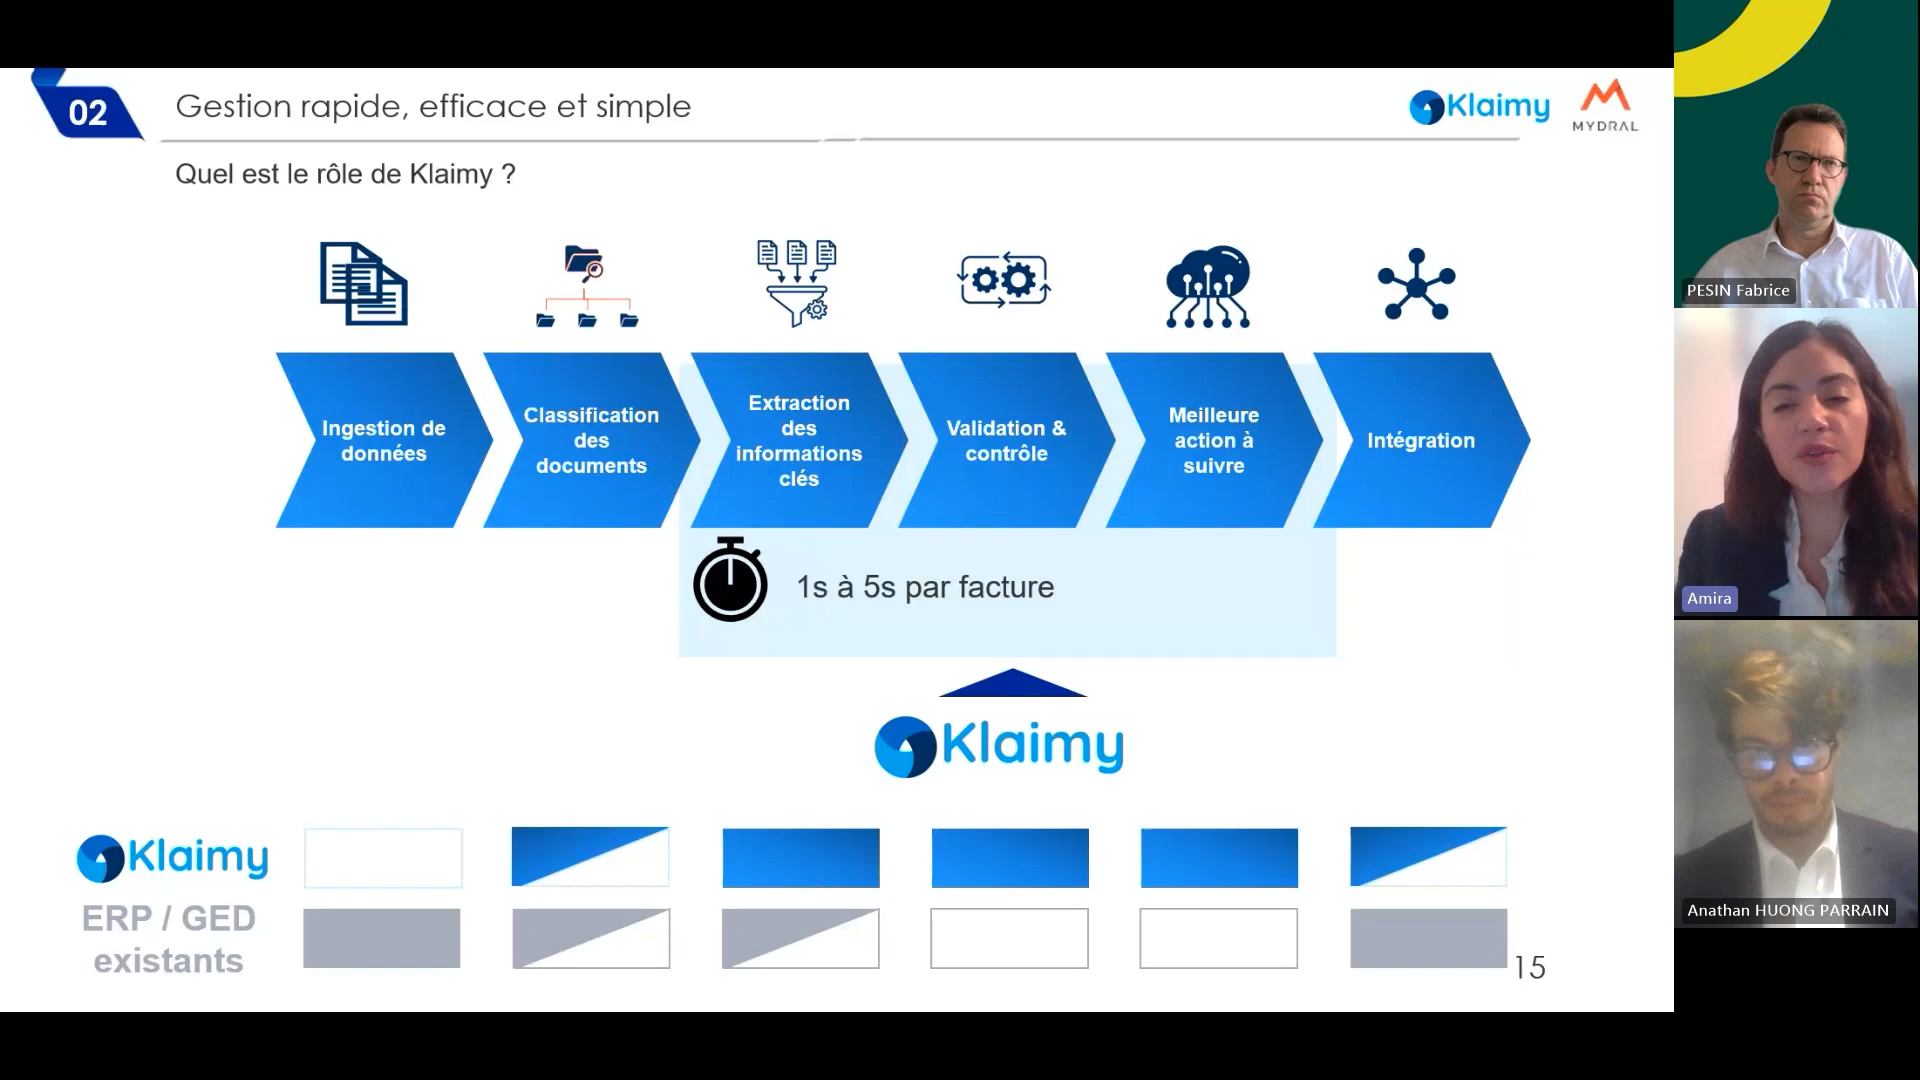 02
Gestion rapide, efficace et simple
Klaimy
MYDRAL
Quel est le rôle de Klaimy ?
Ingestion de
données
Classification
des
documents
Extraction
des
informations
clés
Validation &
contrôle
Meilleure
action à
suivre
Intégration
1s à 5s par facture
Klaimy
Klaimy
ERP / GED
existants
15
PESIN Fabrice
Amira
Anathan HUONG PARRAIN